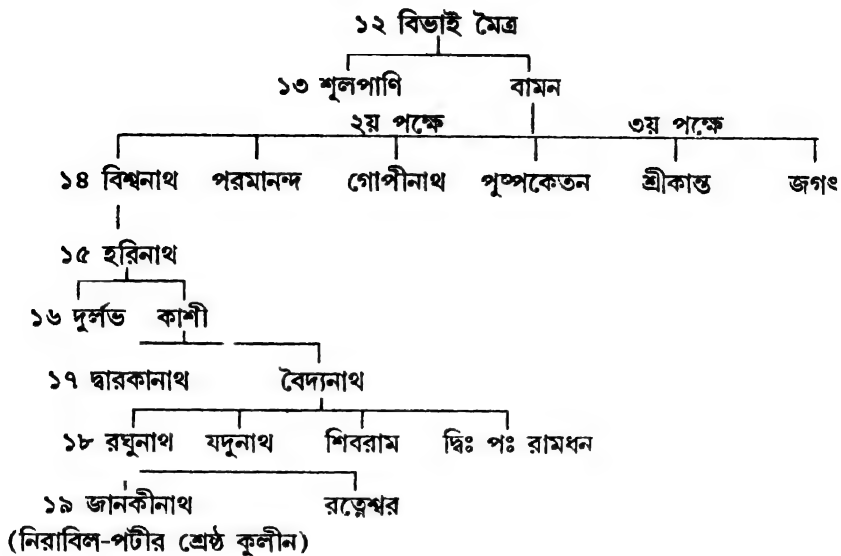 ১২ বিভাই মৈত্র
১৩ শূলপাণি বামন
২য় পক্ষে ৩য় পক্ষে
১৪ বিশ্বনাথ পরমানন্দ গোপীনাথ পুষ্পকেতন শ্রীকান্ত জগৎ
১৫ হরিনাথ
১৬ দুর্লভ কাশী
১৭ দ্বারকানাথ বৈদ্যনাথ
১৮ রঘুনাথ যদুনাথ শিবরাম দ্বিঃ পঃ রামধন
১৯ জানকীনাথ রত্নেশ্বর
(নিরাবিল-পটীর শ্রেষ্ঠ কুলীন)